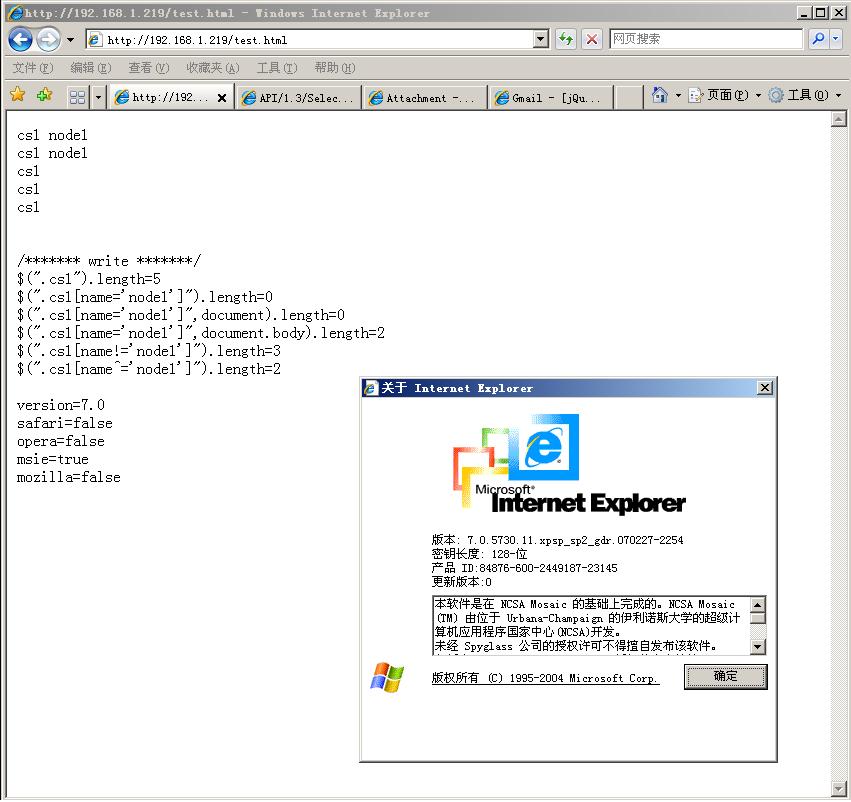 http://192.168.1.219/test.html - Windows Internet Explorer
http://192.168.1.219/test.html
网页搜索
文件(F) 编辑(E) 查看(V) 收藏夹(A) 工具(T) 帮助(H)
http://192... API/1.3/Selec... Attachment -... Gmail - [jQu... 页面(P) 工具(O)
cs1 node1
cs1 node1
cs1
cs1
cs1
/******* write *******/
$(".cs1").length=5
$(".cs1[name='node1']").length=0
$(".cs1[name='node1']",document).length=0
$(".cs1[name='node1']",document.body).length=2
$(".cs1[name!='node1']").length=3
$(".cs1[name^='node1']").length=2
version=7.0
safari=false
opera=false
msie=true
mozilla=false
关于 Internet Explorer
Microsoft®
Internet Explorer
版本: 7.0.5730.11.xpsp_sp2_gdr.070227-2254
密钥长度: 128-位
产品 ID:84876-600-2449187-23145
更新版本:0
本软件是在 NCSA Mosaic 的基础上完成的。NCSA Mosaic
(TM) 由位于 Urbana-Champaign 的伊利诺斯大学的超级计
算机应用程序国家中心(NCSA)开发。
未经 Spyglass 公司的授权许可不得擅自发布该软件。
版权所有 (C) 1995-2004 Microsoft Corp.
确定